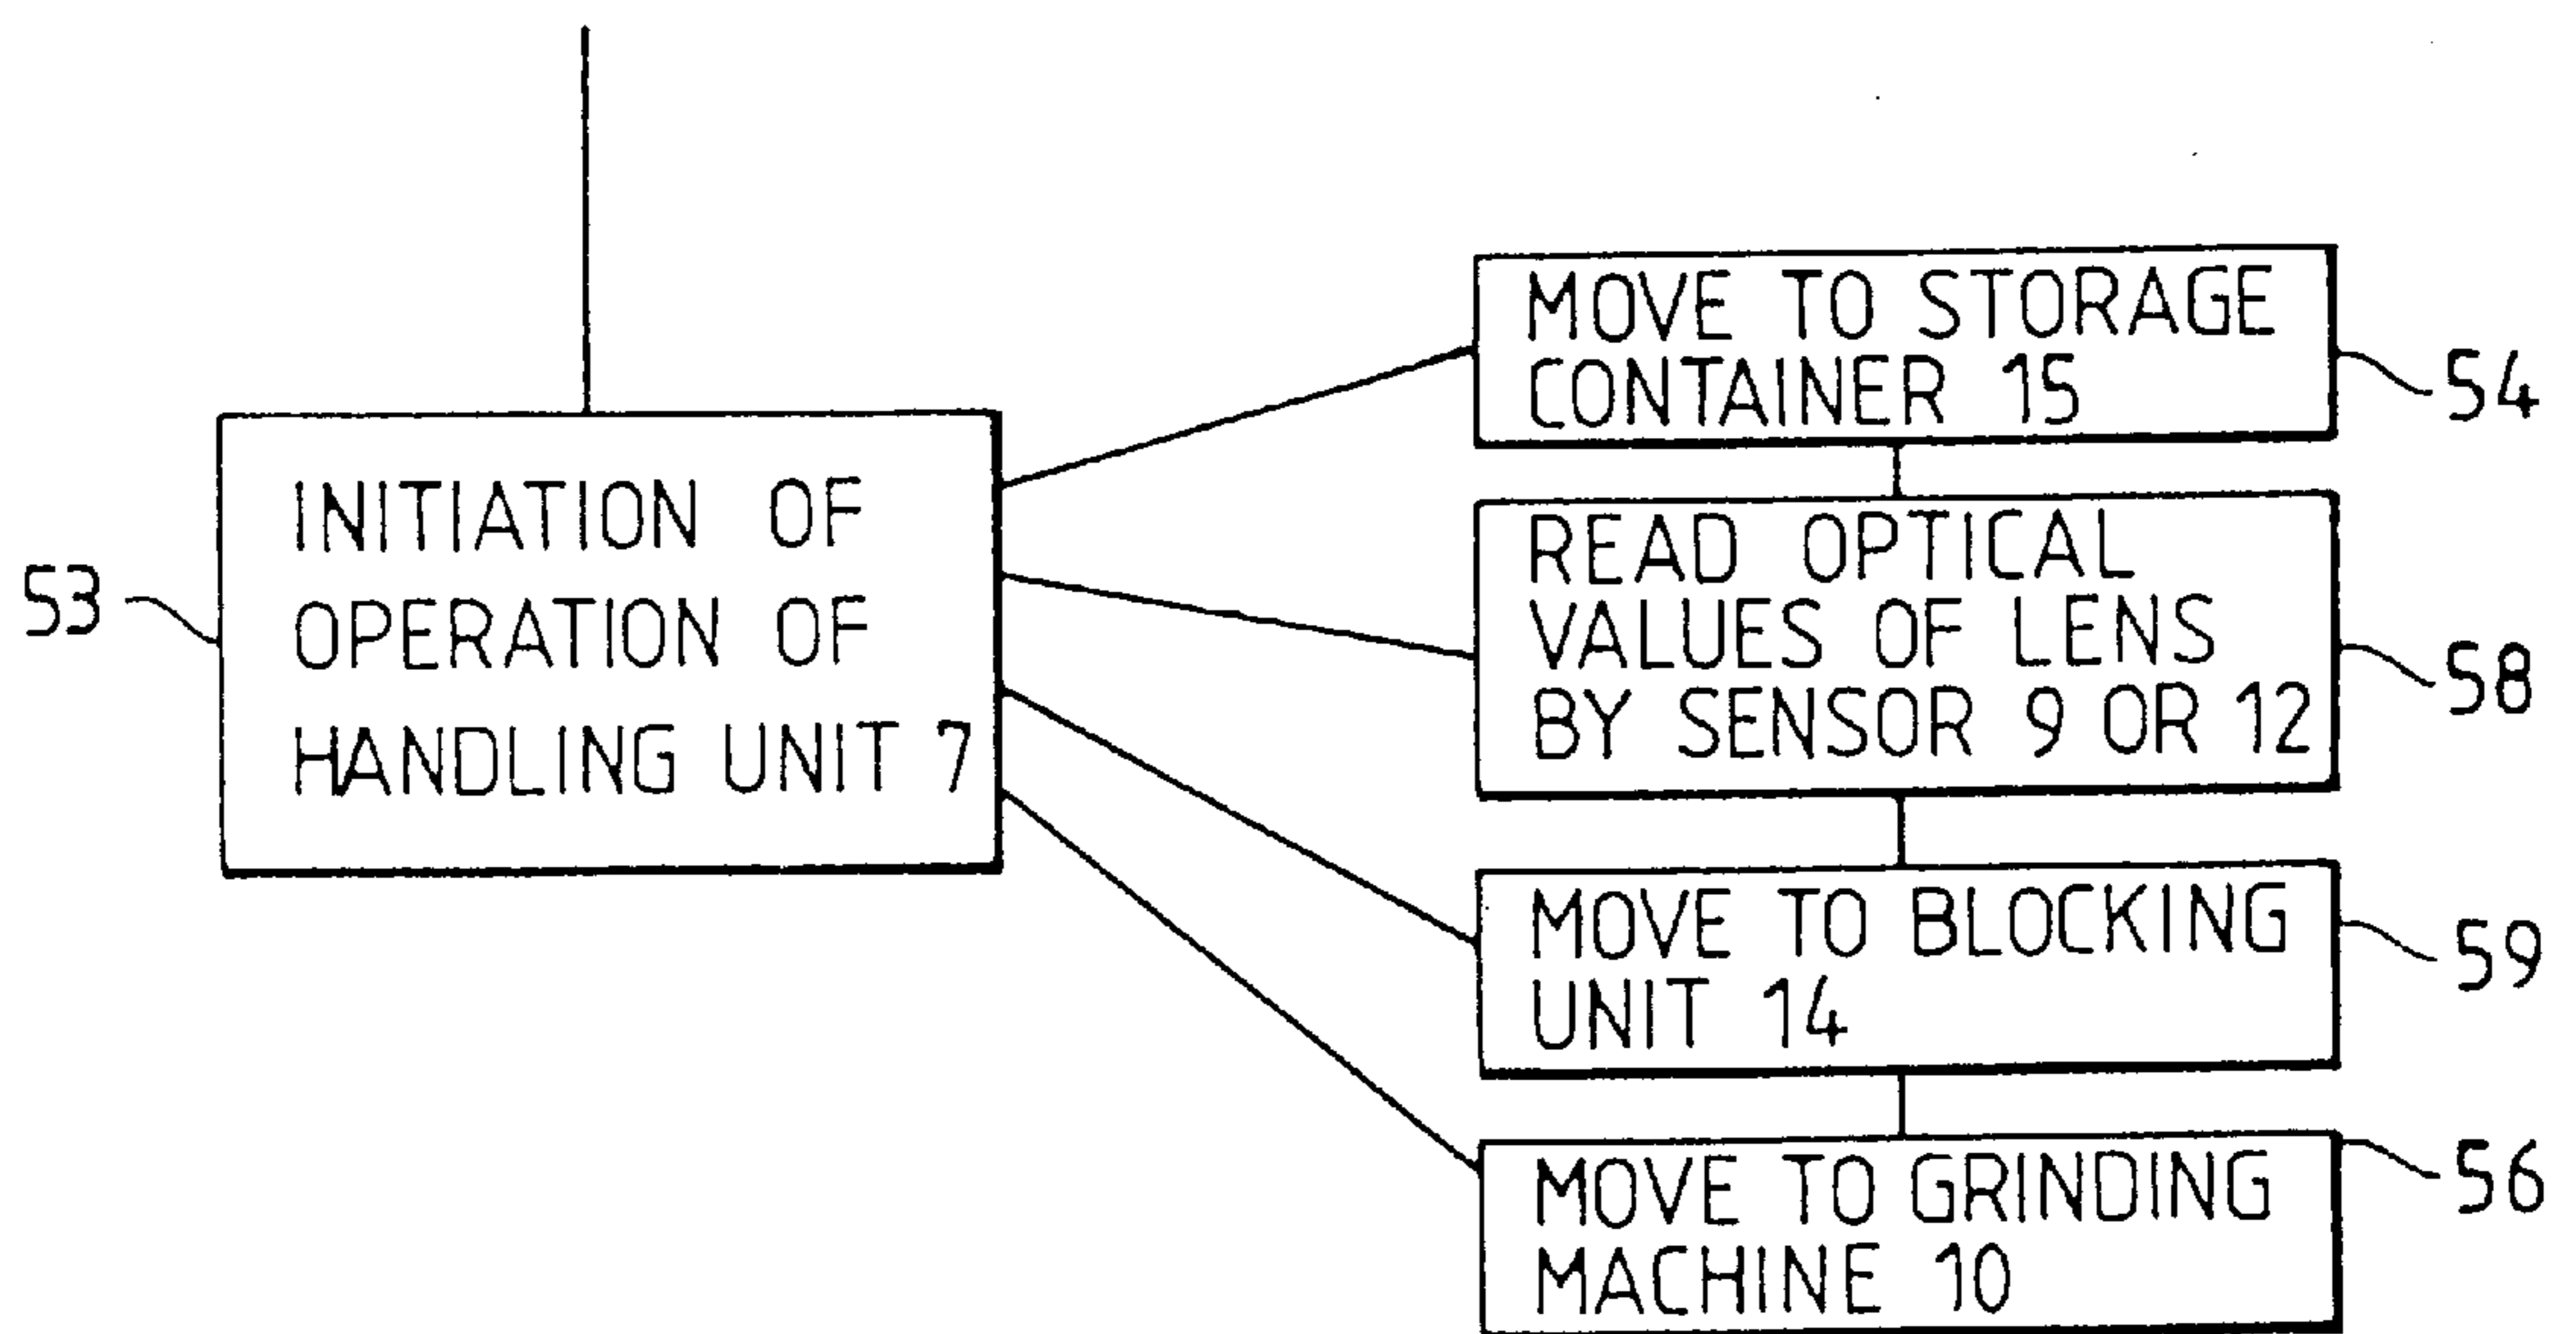 53
INITIATION OF
OPERATION OF
HANDLING UNIT 7
MOVE TO STORAGE
CONTAINER 15
54
READ OPTICAL
VALUES OF LENS
BY SENSOR 9 OR 12
58
MOVE TO BLOCKING
UNIT 14
59
MOVE TO GRINDING
MACHINE 10
56